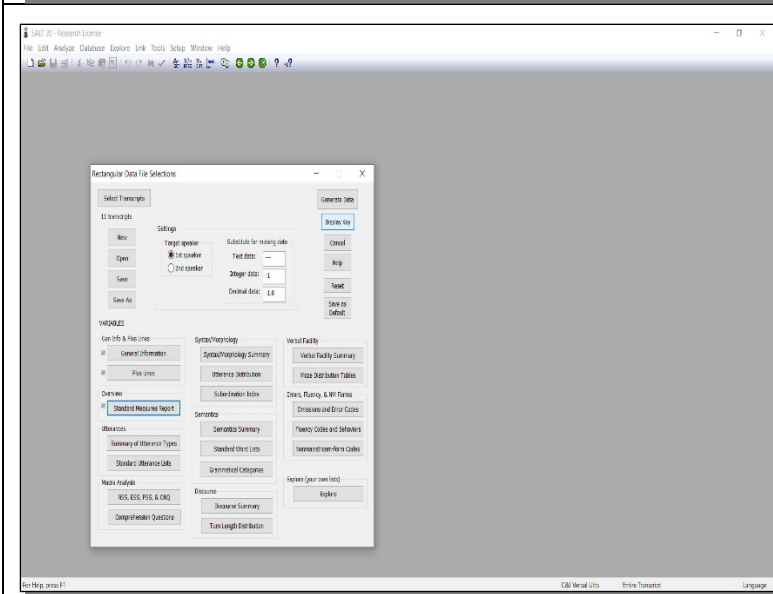 SALT 20 - Research License
File Edit Analyze Database Explore Link Tools Setup Window Help
Rectangular Data File Selections
Select Transcripts
Generate Data
11 transcripts
Display Key
New
Open
Save
Save As
Settings
Target speaker
1st speaker
2nd speaker
Substitute for missing data
Text data: ---
Integer data: -1
Decimal data: -1.0
Cancel
Help
Reset
Save as Default
VARIABLES
Gen Info & Plus Lines
General Information
Plus Lines
Overview
Standard Measures Report
Utterances
Summary of Utterance Types
Standard Utterance Lists
Macro Analysis
NSS, ESS, PSS, & CNQ
Comprehension Questions
Syntax/Morphology
Syntax/Morphology Summary
Utterance Distribution
Subordination Index
Semantics
Semantics Summary
Standard Word Lists
Grammatical Categories
Discourse
Discourse Summary
Turn Length Distribution
Verbal Facility
Verbal Facility Summary
Maze Distribution Tables
Errors, Fluency, & NM Forms
Omissions and Error Codes
Fluency Codes and Behaviors
Nonmainstream-form Codes
Explore (your own lists)
Explore
For Help, press F1
C&I Verbal Utts
Entire Transcript
Language